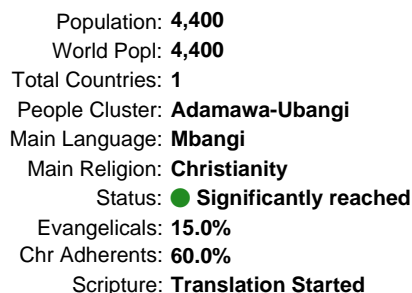 Population: 4,400
World Popl: 4,400
Total Countries: 1
People Cluster: Adamawa-Ubangi
Main Language: Mbangi
Main Religion: Christianity
Status: Significantly reached
Evangelicals: 15.0%
Chr Adherents: 60.0%
Scripture: Translation Started